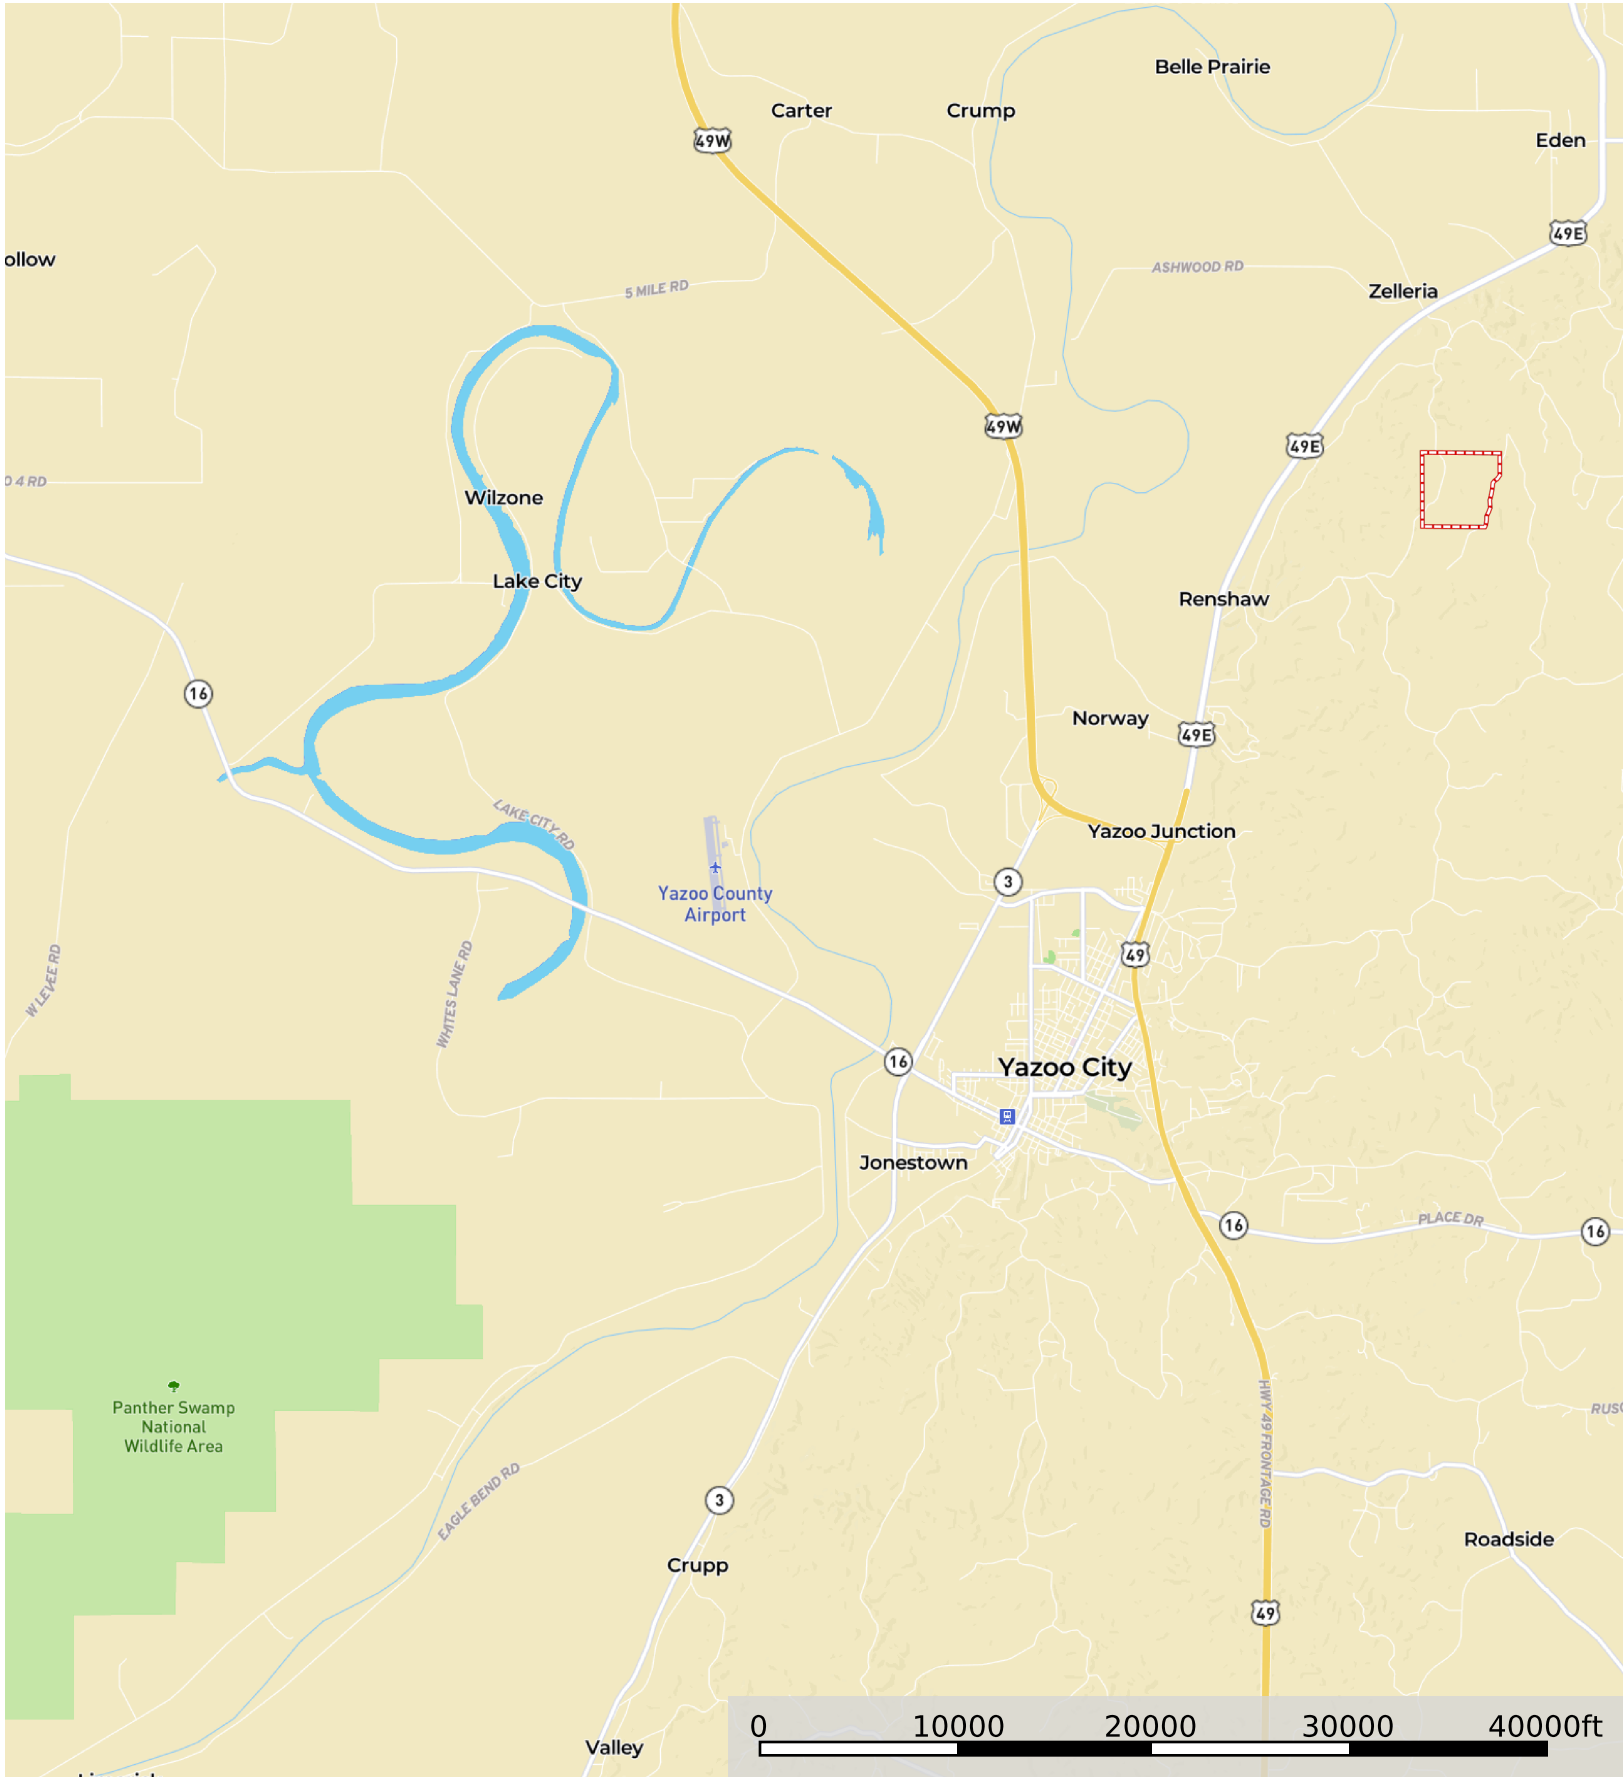 Belle Prairie
Carter
Crump
49W
Eden
49E
ollow
ASHWOOD RD
5 MILE RD
Zelleria
49W
49E
O 4 RD
Wilzone
Lake City
Renshaw
16
Norway
49E
LAKE CITY RD
Yazoo Junction
3
Yazoo County
Airport
W LEVEE RD
WHITES LANE RD
49
16
Yazoo City
Jonestown
16
PLACE DR
16
Panther Swamp
National
Wildlife Area
HWY 49 FRONTAGE RD
RUS
EAGLE BEND RD
3
Roadside
Crupp
49
Valley
0 10000 20000 30000 40000ft